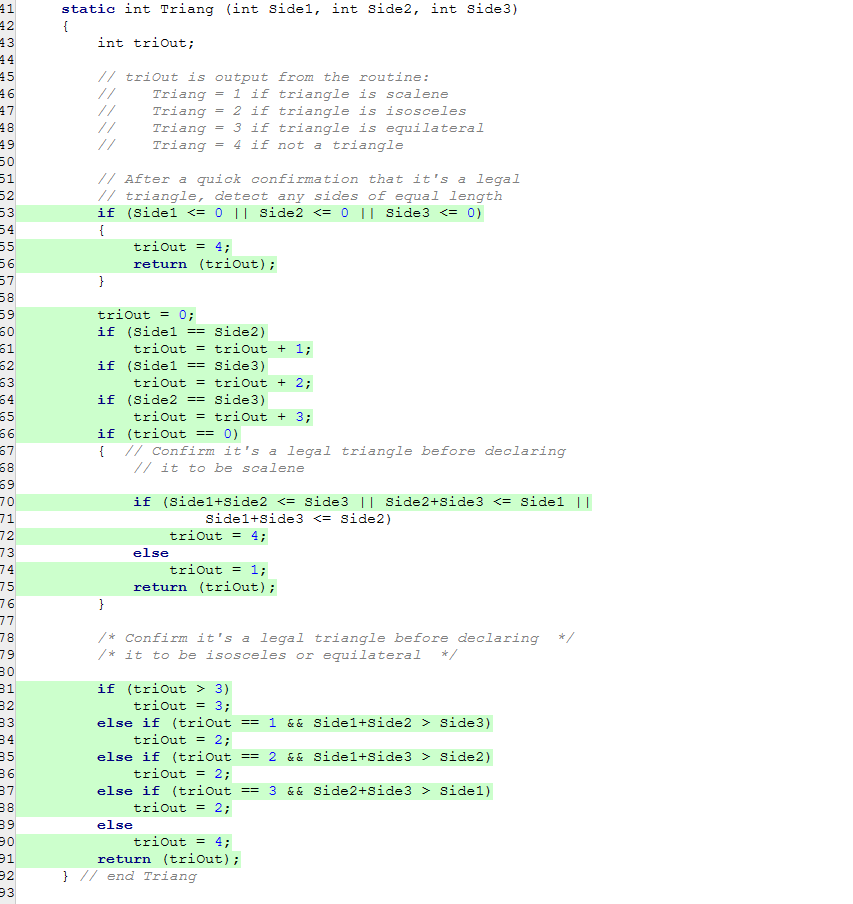 41 static int Triang (int Side1, int Side2, int Side3)
42 {
43 int triOut;
44
45 // triOut is output from the routine:
46 // Triang = 1 if triangle is scalene
47 // Triang = 2 if triangle is isosceles
48 // Triang = 3 if triangle is equilateral
49 // Triang = 4 if not a triangle
50
51 // After a quick confirmation that it's a legal
52 // triangle, detect any sides of equal length
53 if (Side1 <= 0 || Side2 <= 0 || Side3 <= 0)
54 {
55 triOut = 4;
56 return (triOut);
57 }
58
59 triOut = 0;
60 if (Side1 == Side2)
61 triOut = triOut + 1;
62 if (Side1 == Side3)
63 triOut = triOut + 2;
64 if (Side2 == Side3)
65 triOut = triOut + 3;
66 if (triOut == 0)
67 { // Confirm it's a legal triangle before declaring
68 // it to be scalene
69
70 if (Side1+Side2 <= Side3 || Side2+Side3 <= Side1 ||
71 Side1+Side3 <= Side2)
72 triOut = 4;
73 else
74 triOut = 1;
75 return (triOut);
76 }
77
78 /* Confirm it's a legal triangle before declaring */
79 /* it to be isosceles or equilateral */
80
81 if (triOut > 3)
82 triOut = 3;
83 else if (triOut == 1 && Side1+Side2 > Side3)
84 triOut = 2;
85 else if (triOut == 2 && Side1+Side3 > Side2)
86 triOut = 2;
87 else if (triOut == 3 && Side2+Side3 > Side1)
88 triOut = 2;
89 else
90 triOut = 4;
91 return (triOut);
92 } // end Triang
93